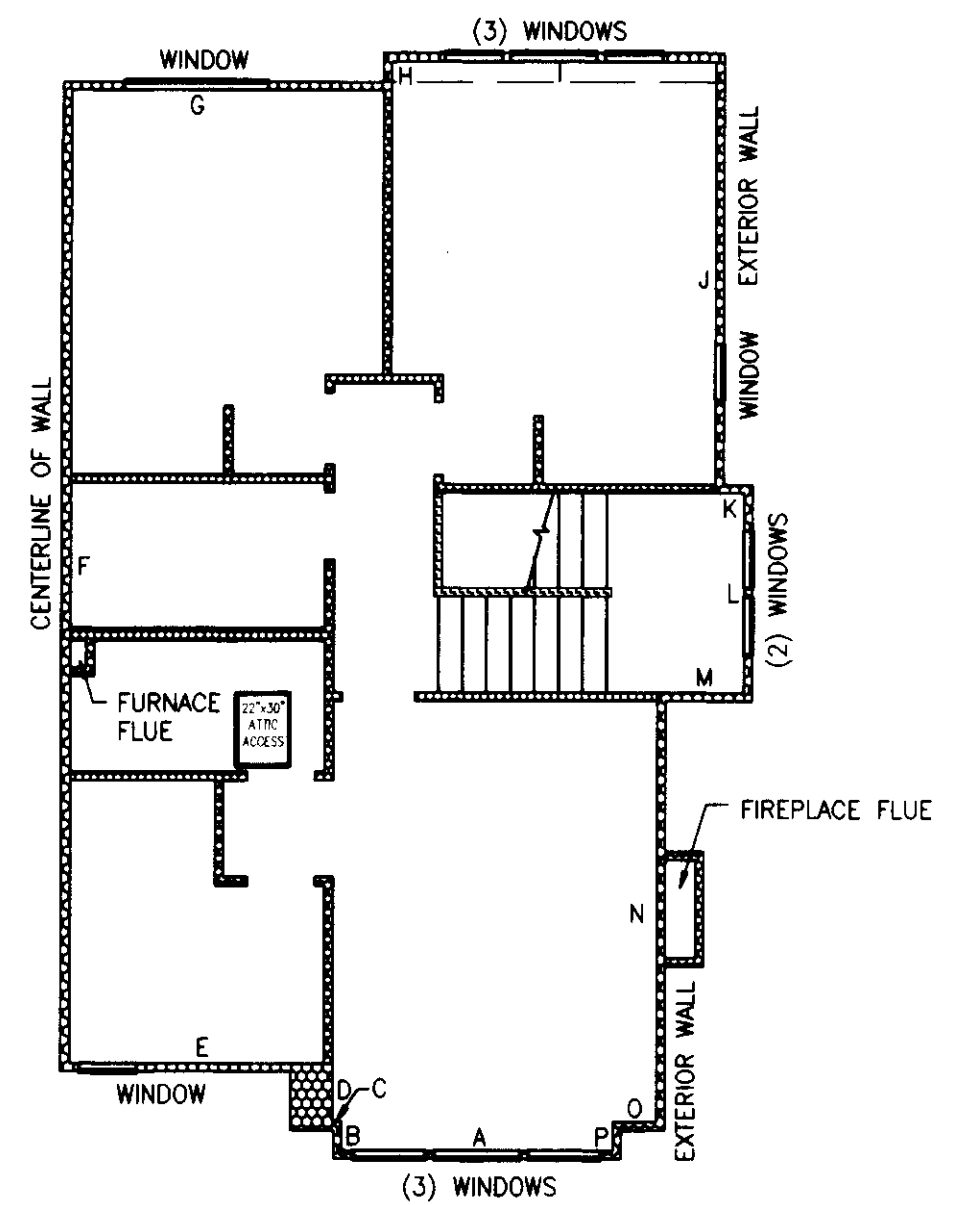 (3) WINDOWS
WINDOW
H
I
G
EXTERIOR WALL
J
WINDOW
CENTERLINE OF WALL
K
F
L
(2) WINDOWS
M
FURNACE
FLUE
22"x30"
ATTIC
ACCESS
FIREPLACE FLUE
N
EXTERIOR WALL
E
WINDOW
D
C
O
B
A
P
(3) WINDOWS